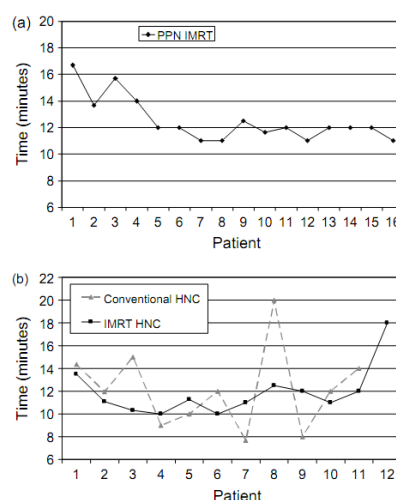 (a)
PPN IMRT
Time (minutes)
20
18
16
14
12
10
8
6
1 2 3 4 5 6 7 8 9 10 11 12 13 14 15 16
Patient
(b)
Conventional HNC
IMRT HNC
Time (minutes)
22
20
18
16
14
12
10
8
6
1 2 3 4 5 6 7 8 9 10 11 12
Patient